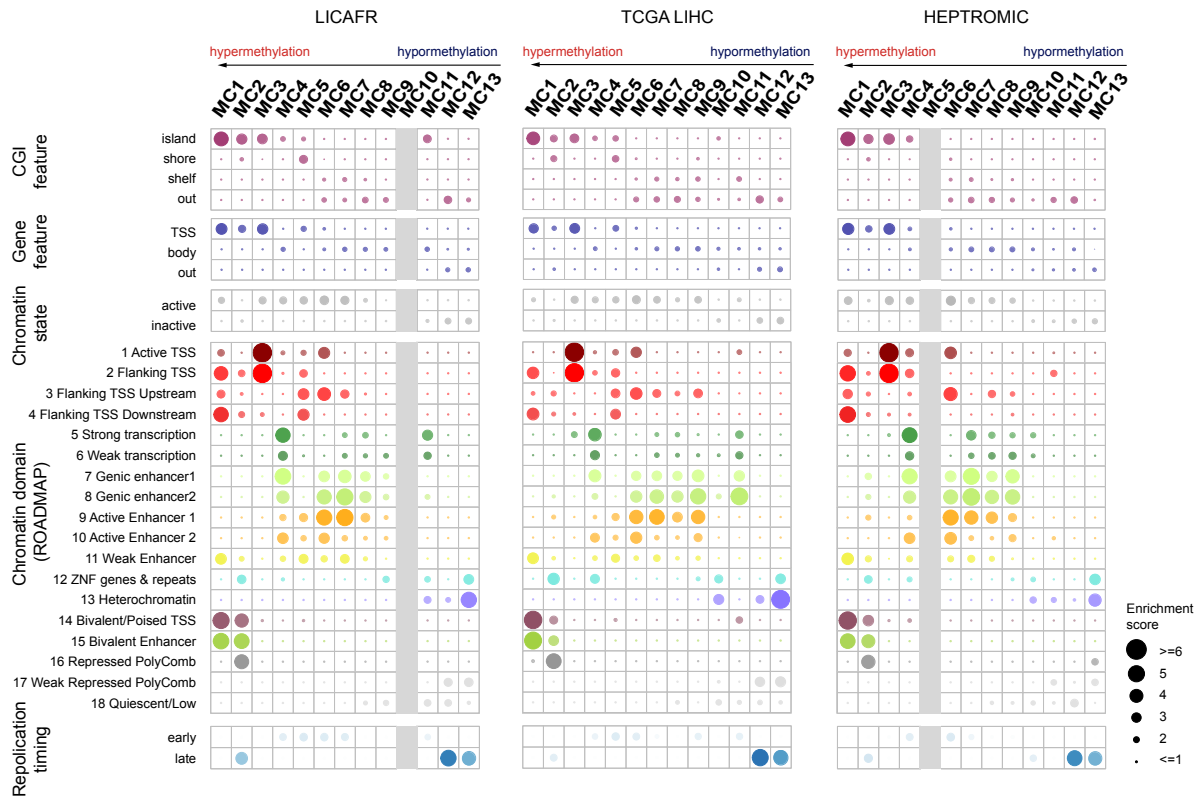 LICAFR TCGA LIHC HEPTROMIC
hypermethylation hypormethylation hypermethylation hypormethylation hypermethylation hypormethylation
MC1 MC2 MC3 MC4 MC5 MC6 MC7 MC8 MC9 MC10 MC11 MC12 MC13 MC1 MC2 MC3 MC4 MC5 MC6 MC7 MC8 MC9 MC10 MC11 MC12 MC13 MC1 MC2 MC3 MC4 MC5 MC6 MC7 MC8 MC9 MC10 MC11 MC12 MC13
CGI
feature
island
shore
shelf
out
Gene
feature
TSS
body
out
Chromatin
state
active
inactive
Chromatin domain
(ROADMAP)
1 Active TSS
2 Flanking TSS
3 Flanking TSS Upstream
4 Flanking TSS Downstream
5 Strong transcription
6 Weak transcription
7 Genic enhancer1
8 Genic enhancer2
9 Active Enhancer 1
10 Active Enhancer 2
11 Weak Enhancer
12 ZNF genes & repeats
13 Heterochromatin
14 Bivalent/Poised TSS
15 Bivalent Enhancer
16 Repressed PolyComb
17 Weak Repressed PolyComb
18 Quiescent/Low
Repolication
timing
early
late
Enrichment
score
>=6
5
4
3
2
<=1